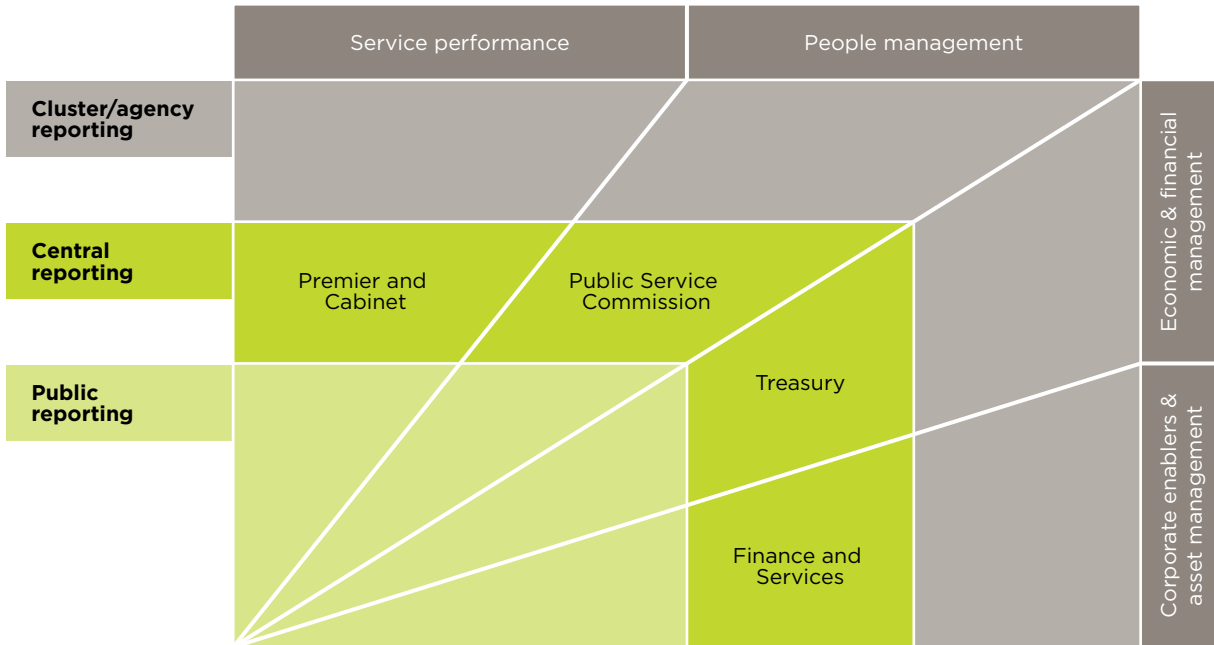 Service performance
People management
Cluster/agency
reporting
Economic & financial
management
Central
reporting
Premier and
Cabinet
Public Service
Commission
Public
reporting
Treasury
Corporate enablers &
asset management
Finance and
Services